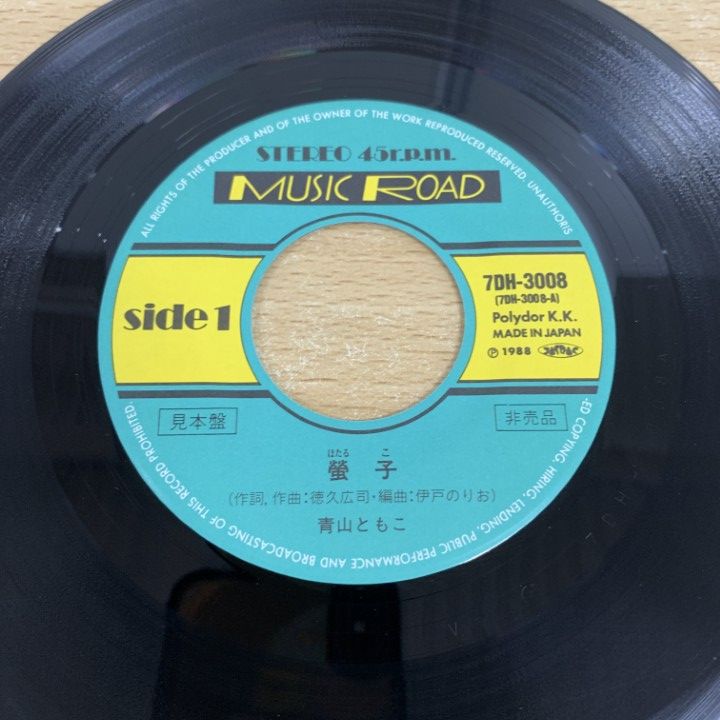 ALL RIGHTS OF THE PRODUCER AND OF THE OWNER OF THE WORK REPRODUCED RESERVED. UNAUTHORIS
-ED COPYING, HIRING, LENDING, PUBLIC PERFORMANCE AND BROADCASTING OF THIS RECORD PROHIBITED.
STEREO 45r.p.m.
MUSIC ROAD
side 1
7DH-3008
(7DH-3008-A)
Polydor K.K.
MADE IN JAPAN
Ⓟ 1988
見本盤
非売品
ほたる こ
螢 子
(作詞, 作曲:徳久広司・編曲:伊戸のりお)
青山ともこ